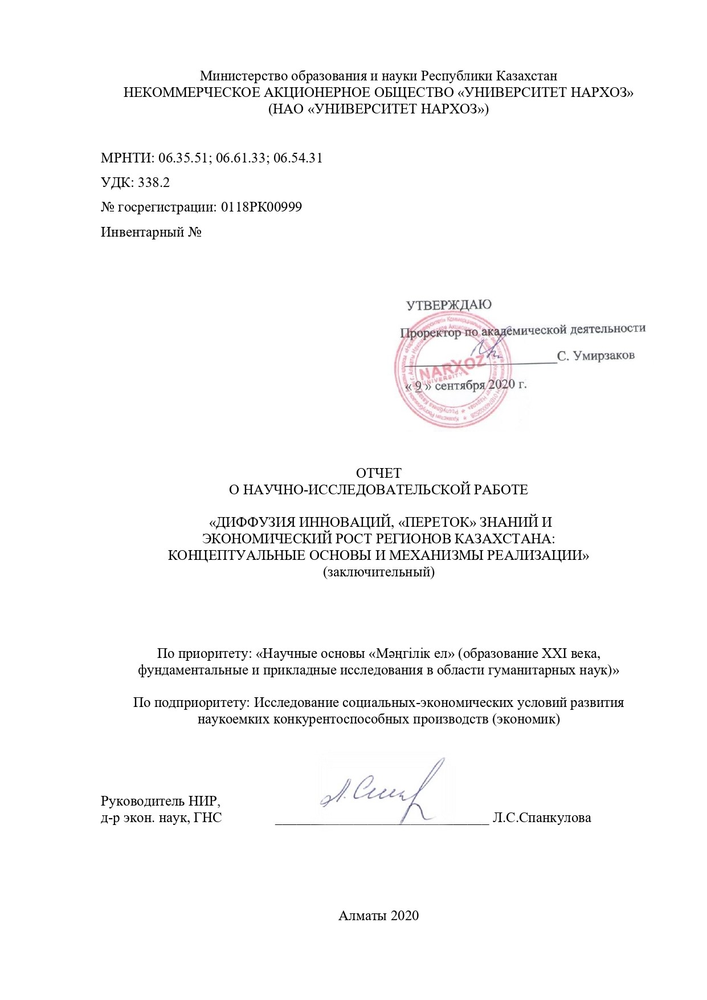 Министерство образования и науки Республики Казахстан
НЕКОММЕРЧЕСКОЕ АКЦИОНЕРНОЕ ОБЩЕСТВО «УНИВЕРСИТЕТ НАРХОЗ»
(НАО «УНИВЕРСИТЕТ НАРХОЗ»)
МРНТИ: 06.35.51; 06.61.33; 06.54.31
УДК: 338.2
№ госрегистрации: 0118РК00999
Инвентарный №
УТВЕРЖДАЮ
Проректор по академической деятельности
С. Умирзаков
NARXOZ
UNIVERSITY
« 9 » сентября 2020 г.
ОТЧЕТ
О НАУЧНО-ИССЛЕДОВАТЕЛЬСКОЙ РАБОТЕ
«ДИФФУЗИЯ ИННОВАЦИЙ, «ПЕРЕТОК» ЗНАНИЙ И
ЭКОНОМИЧЕСКИЙ РОСТ РЕГИОНОВ КАЗАХСТАНА:
КОНЦЕПТУАЛЬНЫЕ ОСНОВЫ И МЕХАНИЗМЫ РЕАЛИЗАЦИИ»
(заключительный)
По приоритету: «Научные основы «Мәңгілік ел» (образование XXI века,
фундаментальные и прикладные исследования в области гуманитарных наук)»
По подприоритету: Исследование социальных-экономических условий развития
наукоемких конкурентоспособных производств (экономик)
Руководитель НИР,
д-р экон. наук, ГНС ______________________________ Л.С.Спанкулова
Алматы 2020